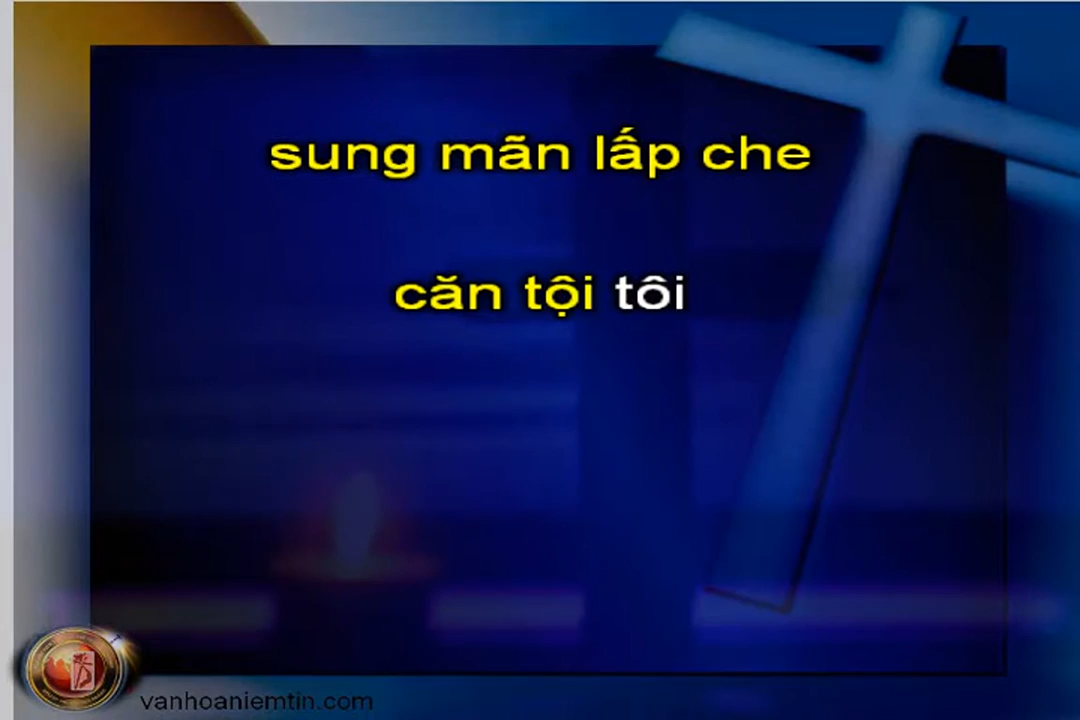 sung mãn lấp che
căn tội tôi
vanhoaniemtin.com